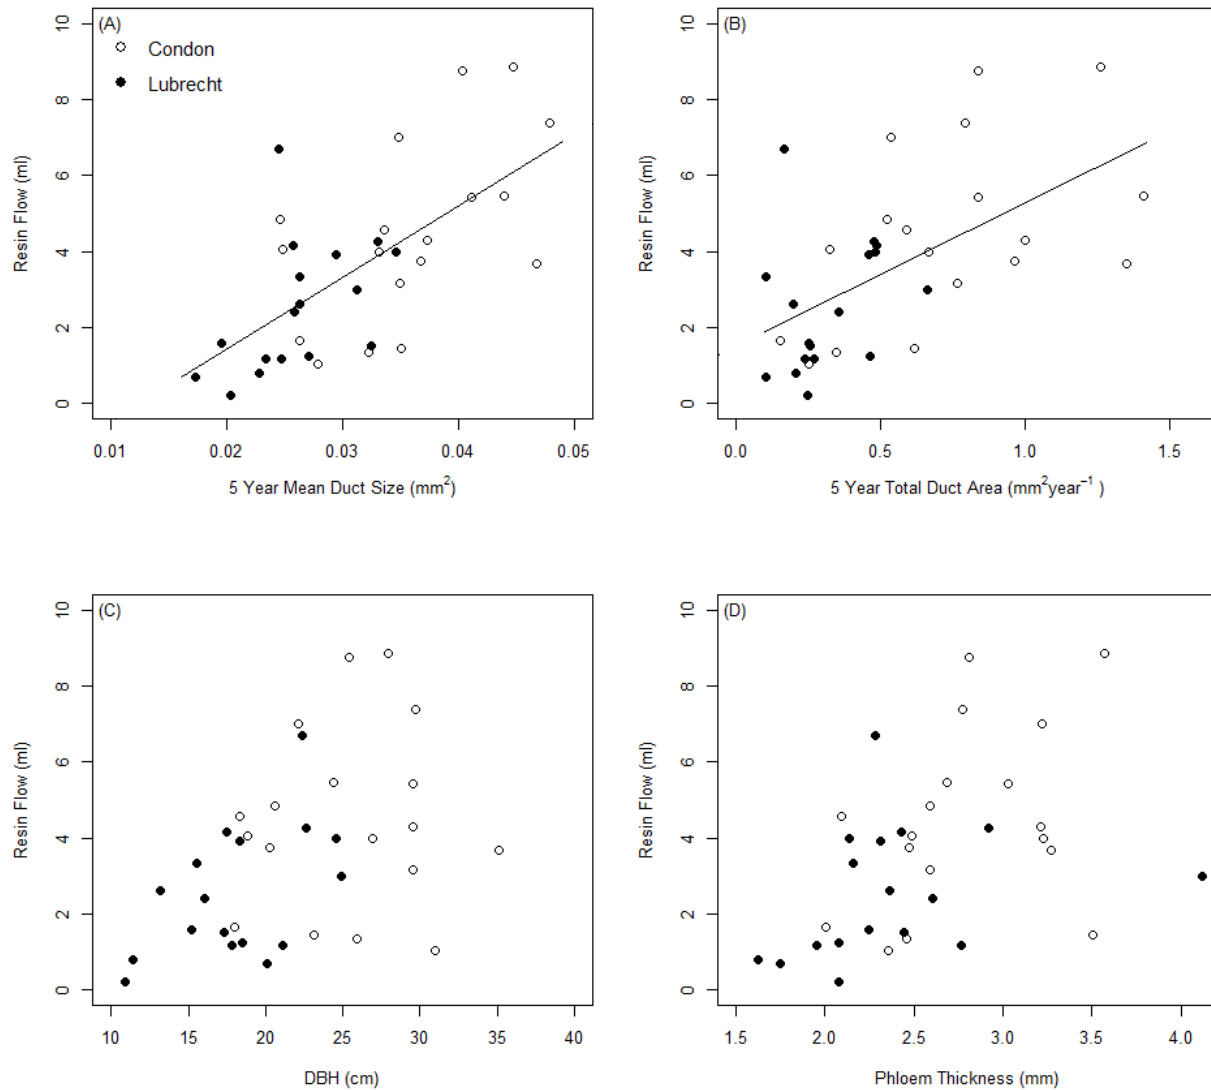 (A)
Condon
Lubrecht
10
8
6
4
2
0
Resin Flow (ml)
0.01 0.02 0.03 0.04 0.05
5 Year Mean Duct Size (mm²)
(B)
10
8
6
4
2
0
Resin Flow (ml)
0.0 0.5 1.0 1.5
5 Year Total Duct Area (mm²year⁻¹ )
(C)
10
8
6
4
2
0
Resin Flow (ml)
10 15 20 25 30 35 40
DBH (cm)
(D)
10
8
6
4
2
0
Resin Flow (ml)
1.5 2.0 2.5 3.0 3.5 4.0
Phloem Thickness (mm)